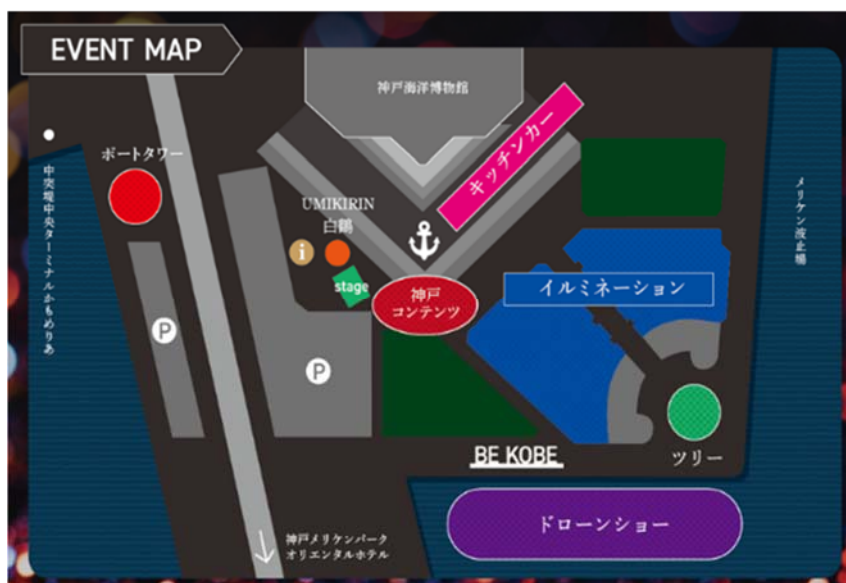 EVENT MAP
神戸海洋博物館
キッチンカー
ポートタワー
中突堤中央ターミナルかもめりあ
メリケン波止場
UMIKIRIN
白鶴
i
stage
神戸
コンテンツ
イルミネーション
P
P
BE KOBE
ツリー
ドローンショー
神戸メリケンパーク
オリエンタルホテル